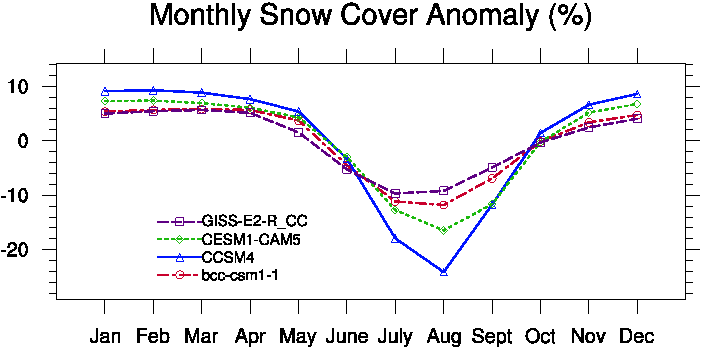 Monthly Snow Cover Anomaly (%)
10
0
-10
-20
GISS-E2-R_CC
CESM1-CAM5
CCSM4
bcc-csm1-1
Jan Feb Mar Apr May June July Aug Sept Oct Nov Dec